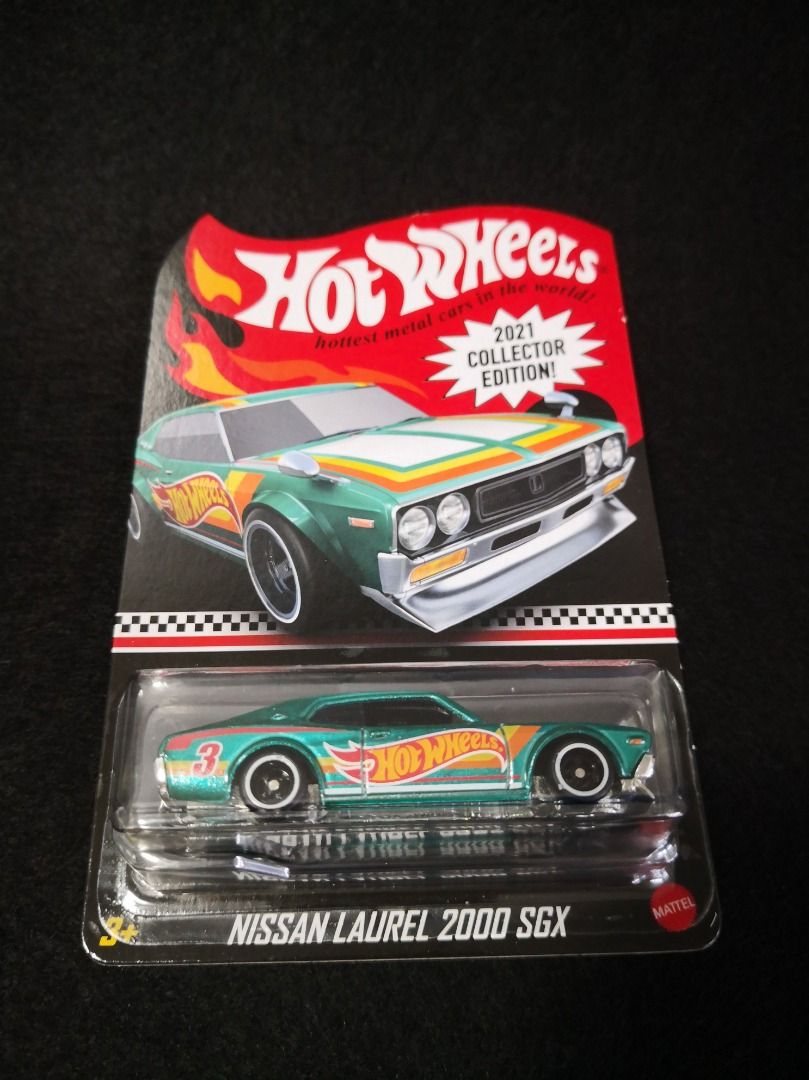 HOT WHEELS®
hottest metal cars in the world!
2021
COLLECTOR
EDITION!
HOT WHEELS
3
HOT WHEELS
3+
NISSAN LAUREL 2000 SGX
MATTEL